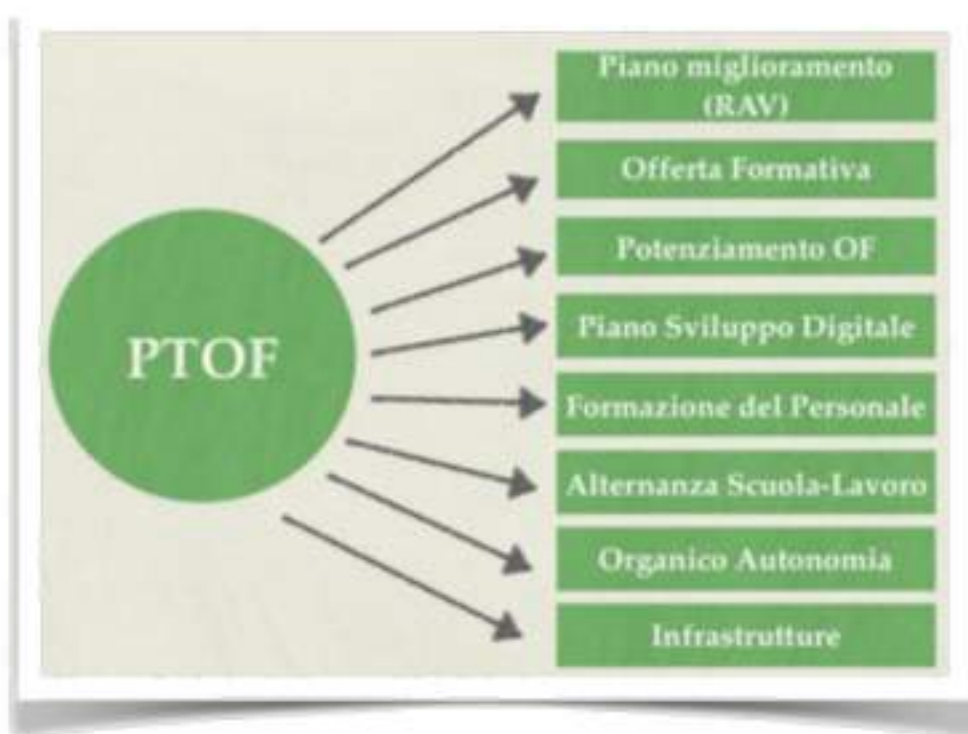 PTOF
Piano miglioramento
(RAV)
Offerta Formativa
Potenziamento OF
Piano Sviluppo Digitale
Formazione del Personale
Alternanza Scuola-Lavoro
Organico Autonomia
Infrastrutture